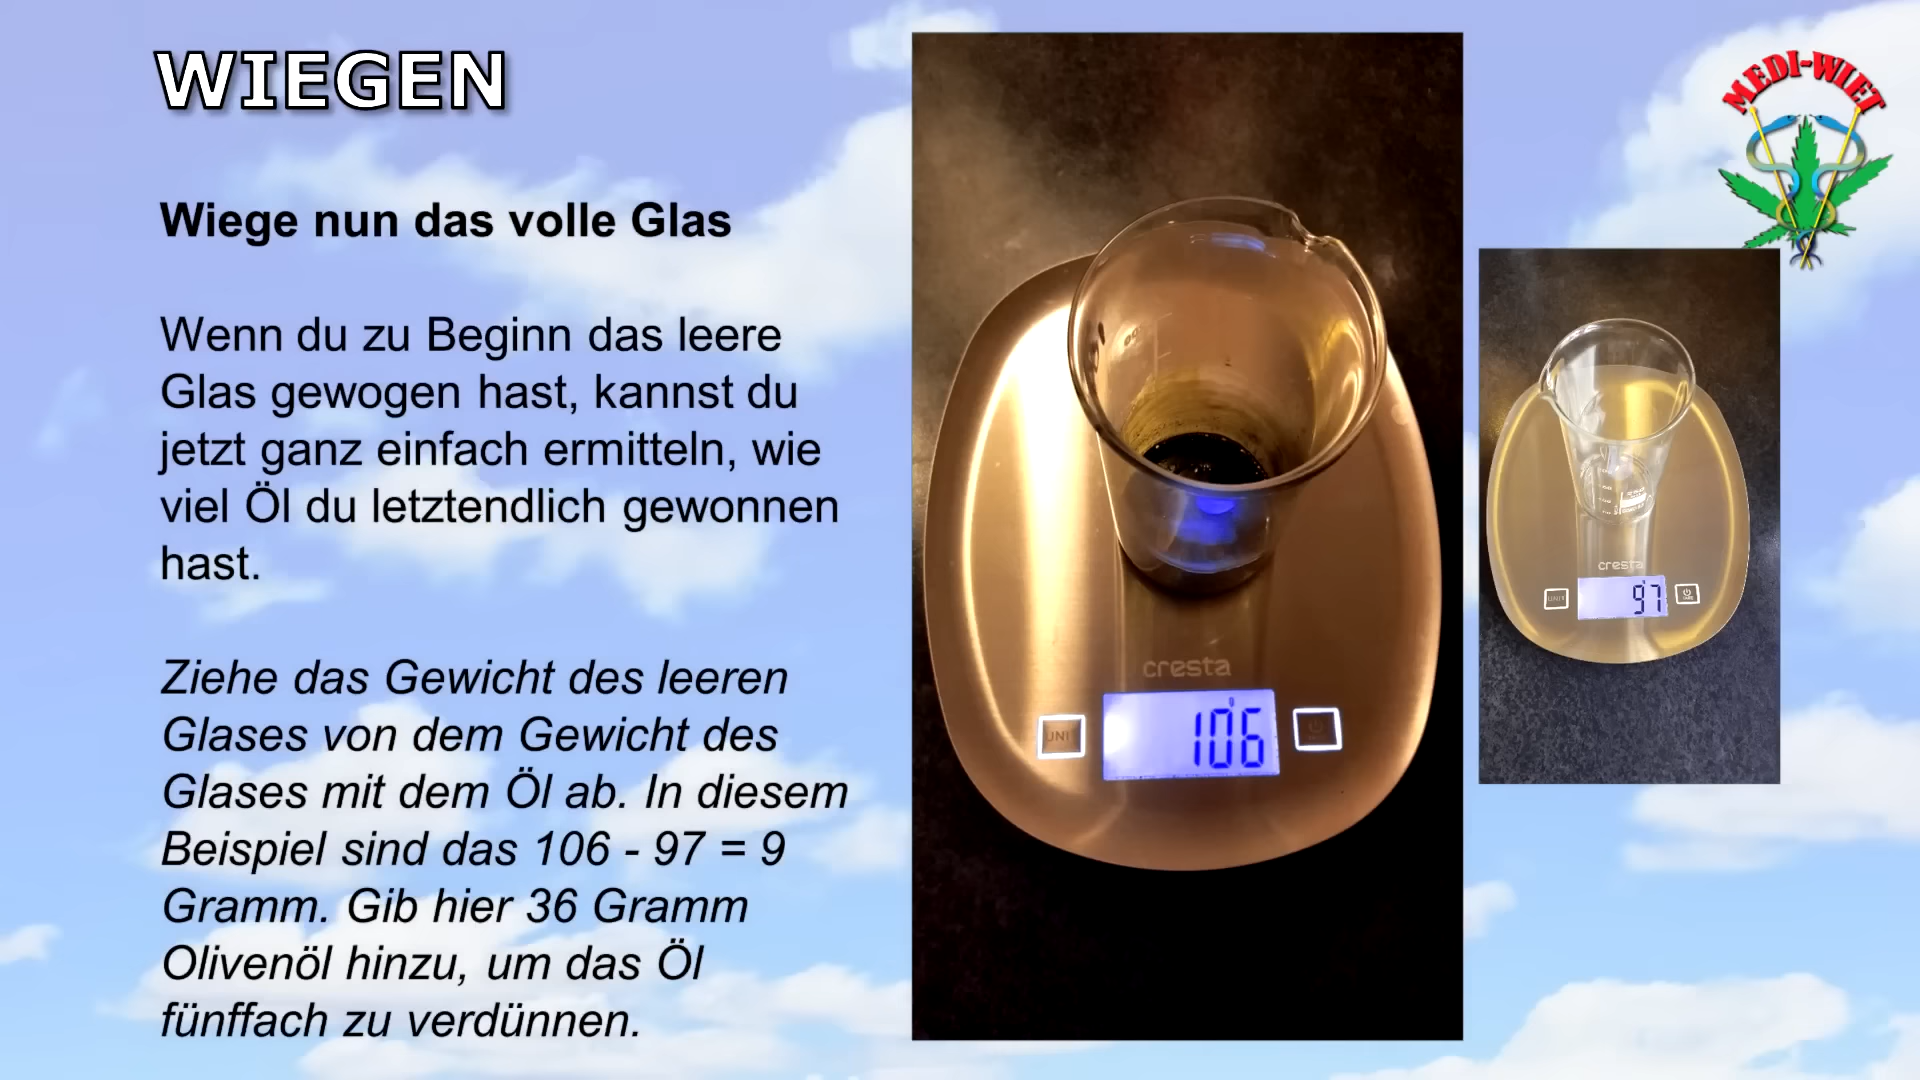 WIEGEN
Wiege nun das volle Glas
Wenn du zu Beginn das leere
Glas gewogen hast, kannst du
jetzt ganz einfach ermitteln, wie
viel Öl du letztendlich gewonnen
hast.
Ziehe das Gewicht des leeren
Glases von dem Gewicht des
Glases mit dem Öl ab. In diesem
Beispiel sind das 106 - 97 = 9
Gramm. Gib hier 36 Gramm
Olivenöl hinzu, um das Öl
fünffach zu verdünnen.
cresta
UNIT
106
MEDI-WIET
cresta
UNIT
97